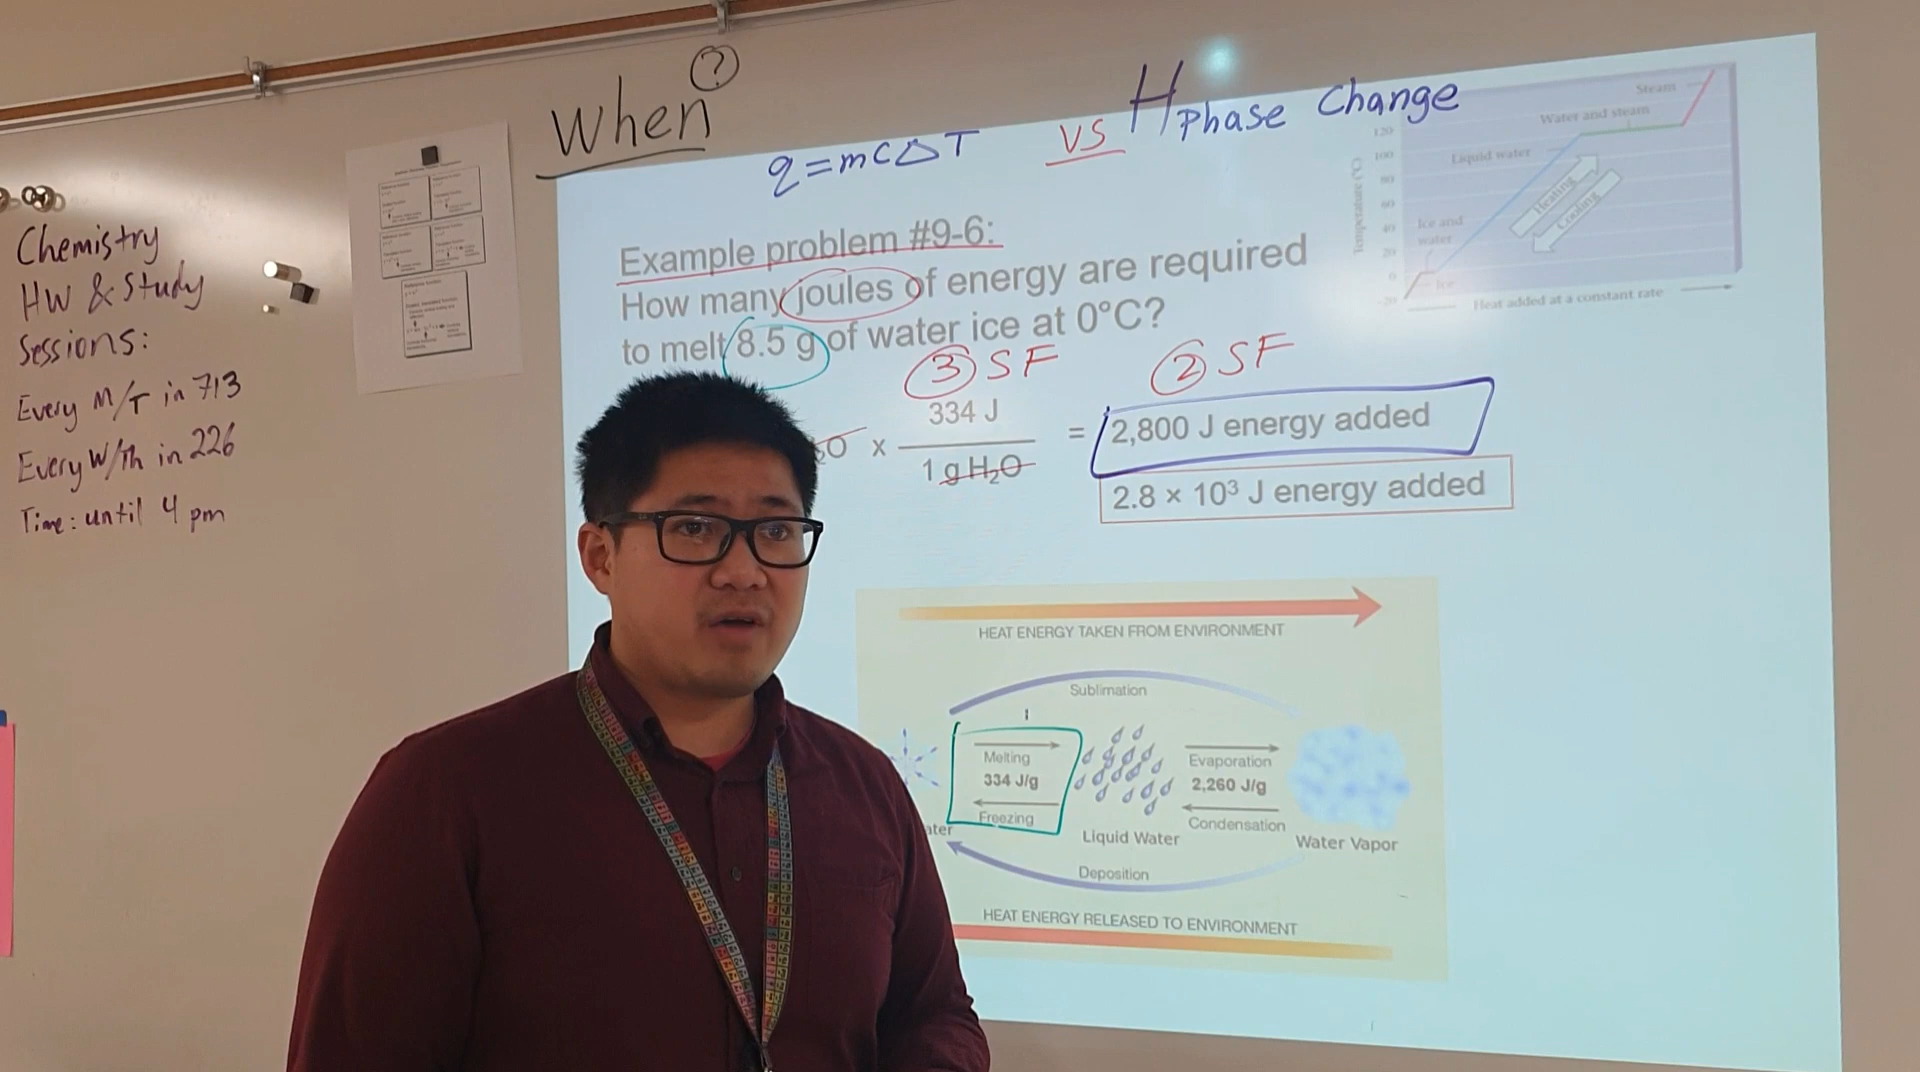 When?
q=mcΔT vs Hphase change
Chemistry
HW & Study
Sessions:
Every M/T in 713
Every W/Th in 226
Time: until 4 pm
Example problem #9-6:
How many joules of energy are required
to melt 8.5 g of water ice at 0°C?
③ SF
② SF
₂O x 334 J
1 g H₂O
= 2,800 J energy added
2.8 × 10³ J energy added
Temperature (°C)
120
100
80
60
40
20
0
-20
Steam
Water and steam
Liquid water
Heating
Cooling
Ice and
water
Ice
Heat added at a constant rate
HEAT ENERGY TAKEN FROM ENVIRONMENT
Sublimation
Melting
334 J/g
Freezing
Evaporation
2,260 J/g
Condensation
ater
Liquid Water
Water Vapor
Deposition
HEAT ENERGY RELEASED TO ENVIRONMENT